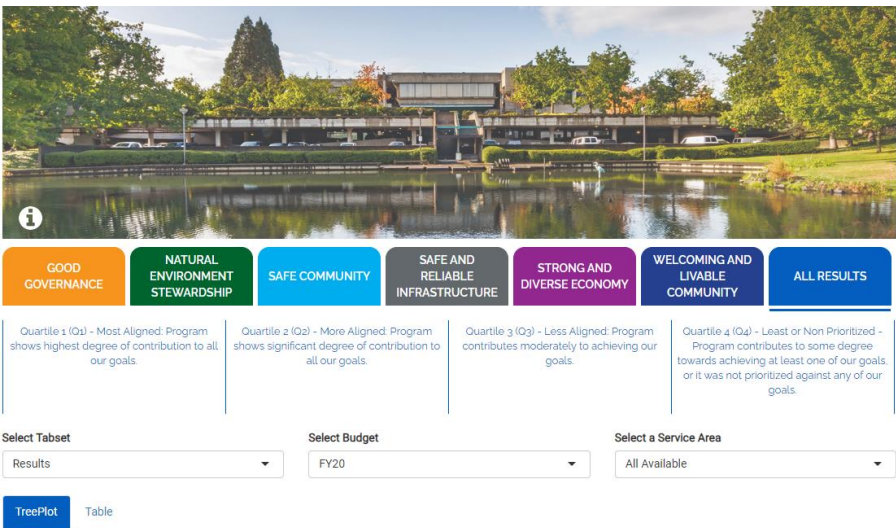 GOOD
GOVERNANCE
NATURAL
ENVIRONMENT
STEWARDSHIP
SAFE COMMUNITY
SAFE AND
RELIABLE
INFRASTRUCTURE
STRONG AND
DIVERSE ECONOMY
WELCOMING AND
LIVABLE
COMMUNITY
ALL RESULTS
Quartile 1 (Q1) - Most Aligned: Program
shows highest degree of contribution to all
our goals.
Quartile 2 (Q2) - More Aligned: Program
shows significant degree of contribution to
all our goals.
Quartile 3 (Q3) - Less Aligned: Program
contributes moderately to achieving our
goals.
Quartile 4 (Q4) - Least or Non Prioritized -
Program contributes to some degree
towards achieving at least one of our goals,
or it was not prioritized against any of our
goals.
Select Tabset
Results
Select Budget
FY20
Select a Service Area
All Available
TreePlot
Table